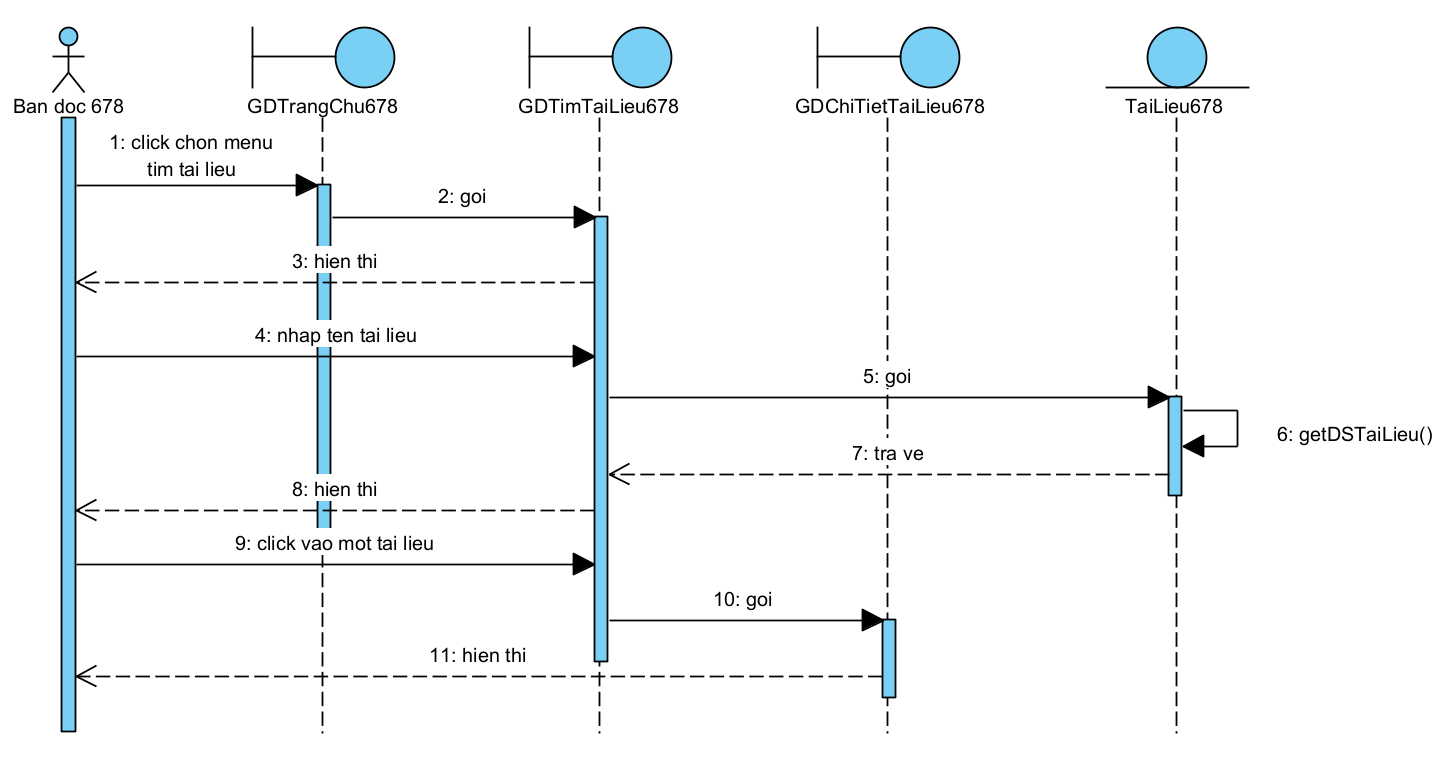 Ban doc 678
GDTrangChu678
GDTimTaiLieu678
GDChiTietTaiLieu678
TaiLieu678
1: click chon menu
tim tai lieu
2: goi
3: hien thi
4: nhap ten tai lieu
5: goi
6: getDSTaiLieu()
7: tra ve
8: hien thi
9: click vao mot tai lieu
10: goi
11: hien thi